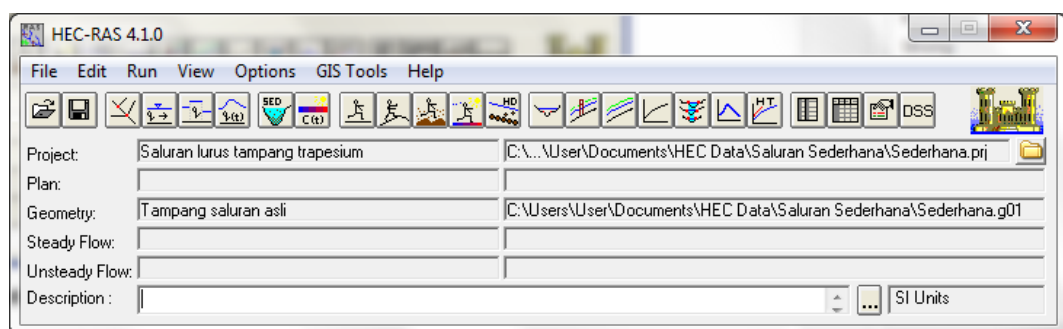 HEC-RAS 4.1.0
File Edit Run View Options GIS Tools Help
SED C(t) HD HT DSS
Project: Saluran lurus tampang trapesium C:\...\User\Documents\HEC Data\Saluran Sederhana\Sederhana.prj
Plan:
Geometry: Tampang saluran asli C:\Users\User\Documents\HEC Data\Saluran Sederhana\Sederhana.g01
Steady Flow:
Unsteady Flow:
Description : ... SI Units